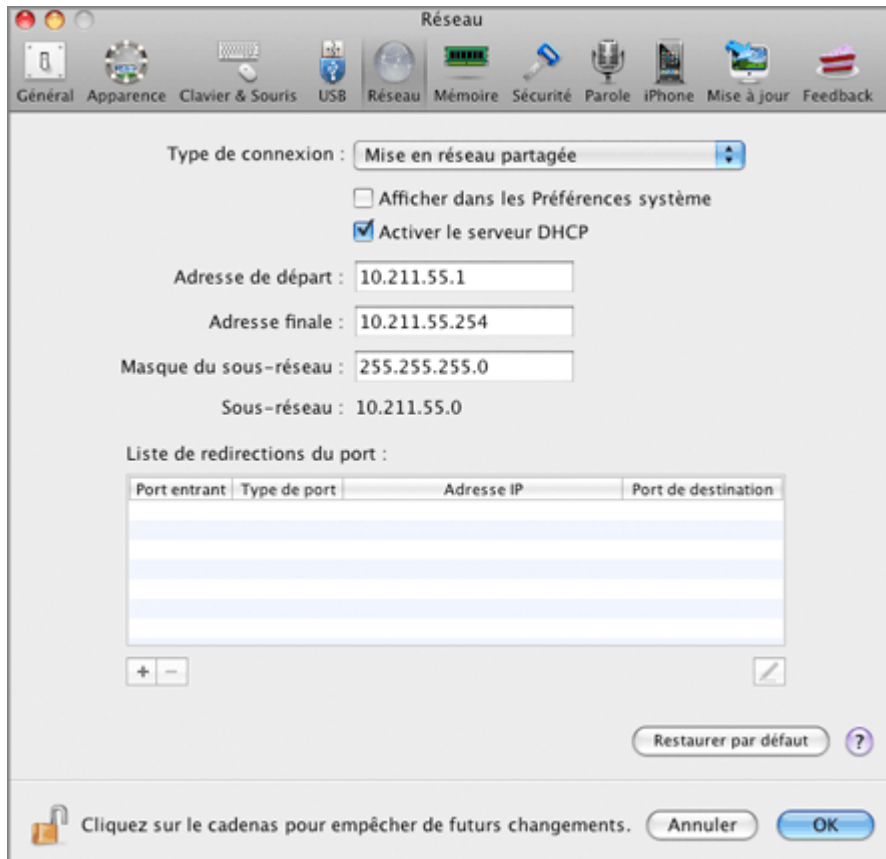 Réseau
Général Apparence Clavier & Souris USB Réseau Mémoire Sécurité Parole iPhone Mise à jour Feedback
Type de connexion : Mise en réseau partagée
Afficher dans les Préférences système
Activer le serveur DHCP
Adresse de départ : 10.211.55.1
Adresse finale : 10.211.55.254
Masque du sous-réseau : 255.255.255.0
Sous-réseau : 10.211.55.0
Liste de redirections du port :
Port entrant Type de port Adresse IP Port de destination
+ −
Restaurer par défaut ?
Cliquez sur le cadenas pour empêcher de futurs changements. Annuler OK